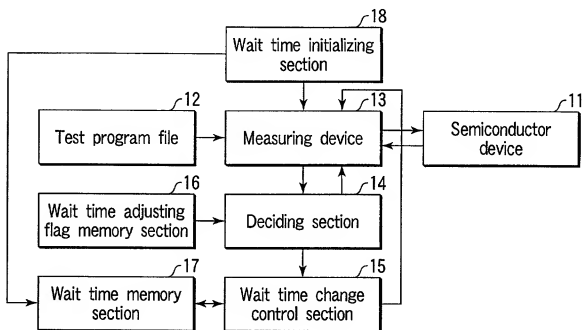 18
Wait time initializing
section
12
Test program file
13
Measuring device
11
Semiconductor
device
16
Wait time adjusting
flag memory section
14
Deciding section
17
Wait time memory
section
15
Wait time change
control section